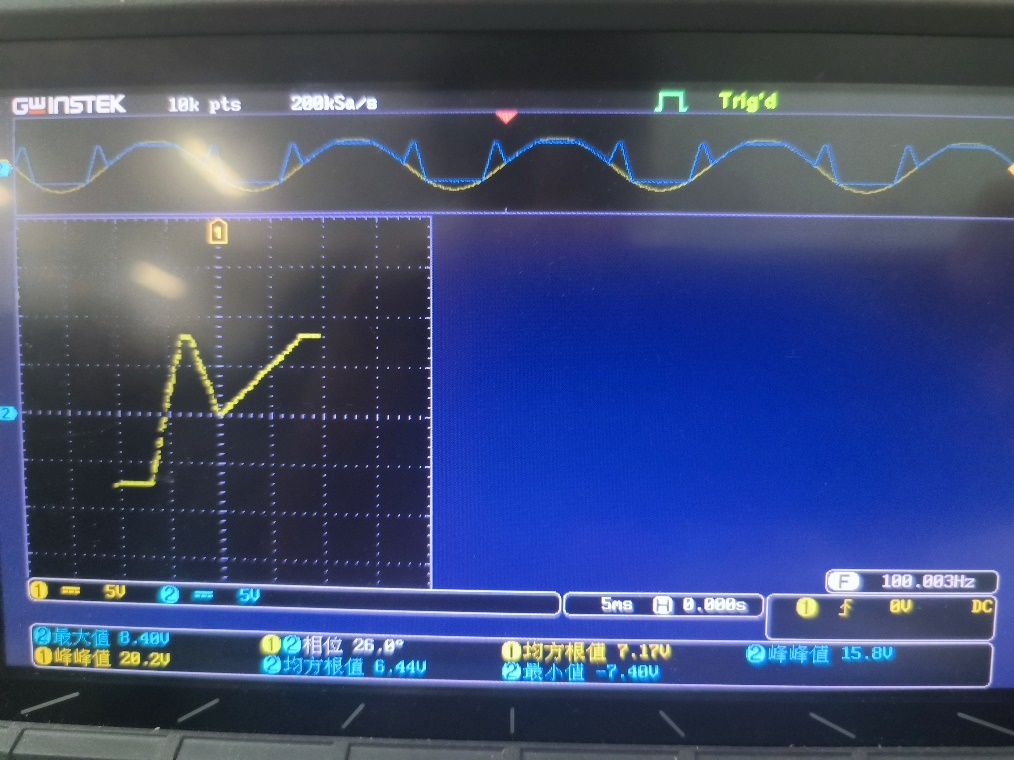 GWINSTEK 10k pts 200kSa/s Trig'd
1
2
1 5V 2 5V
5ms H 0.000s
F 100.003Hz
1 0V DC
2最大值 8.40V
1峰峰值 20.2V
12相位 26.0°
2均方根值 6.44V
1均方根值 7.17V
2最小值 -7.40V
2峰峰值 15.8V